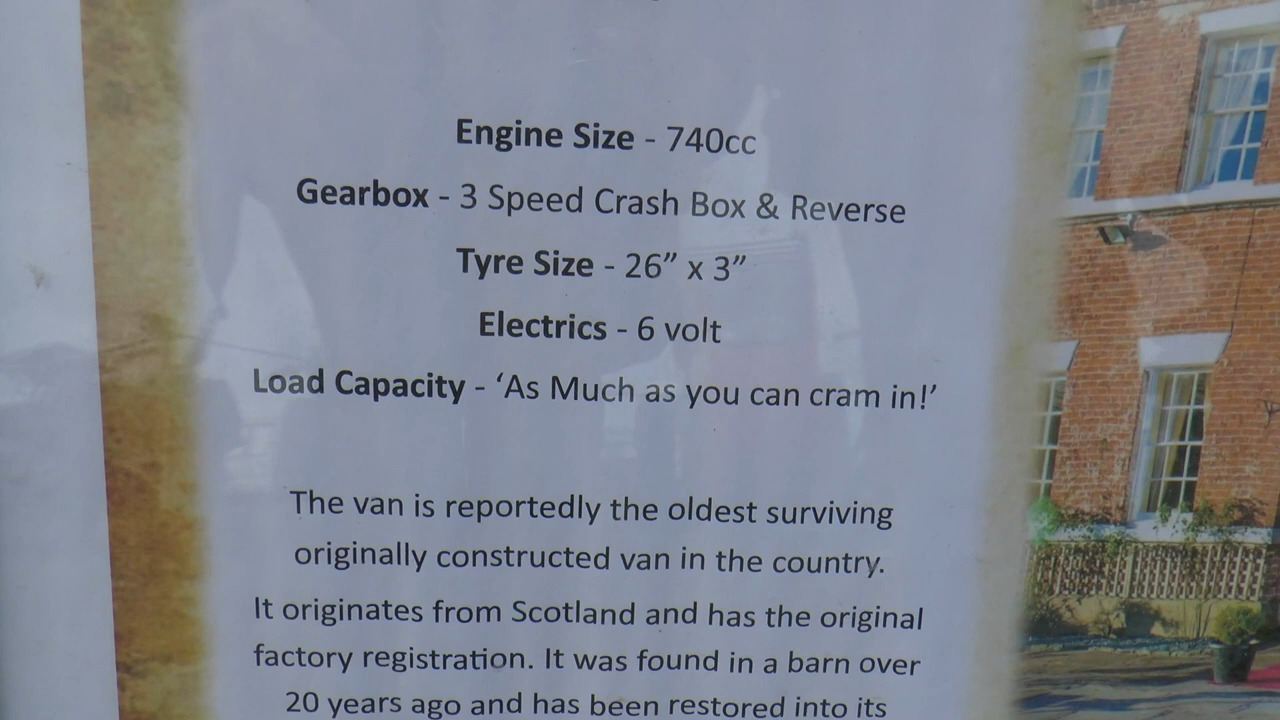 Engine Size - 740cc
Gearbox - 3 Speed Crash Box & Reverse
Tyre Size - 26” x 3”
Electrics - 6 volt
Load Capacity - ‘As Much as you can cram in!’
The van is reportedly the oldest surviving
originally constructed van in the country.
It originates from Scotland and has the original
factory registration. It was found in a barn over
20 years ago and has been restored into its